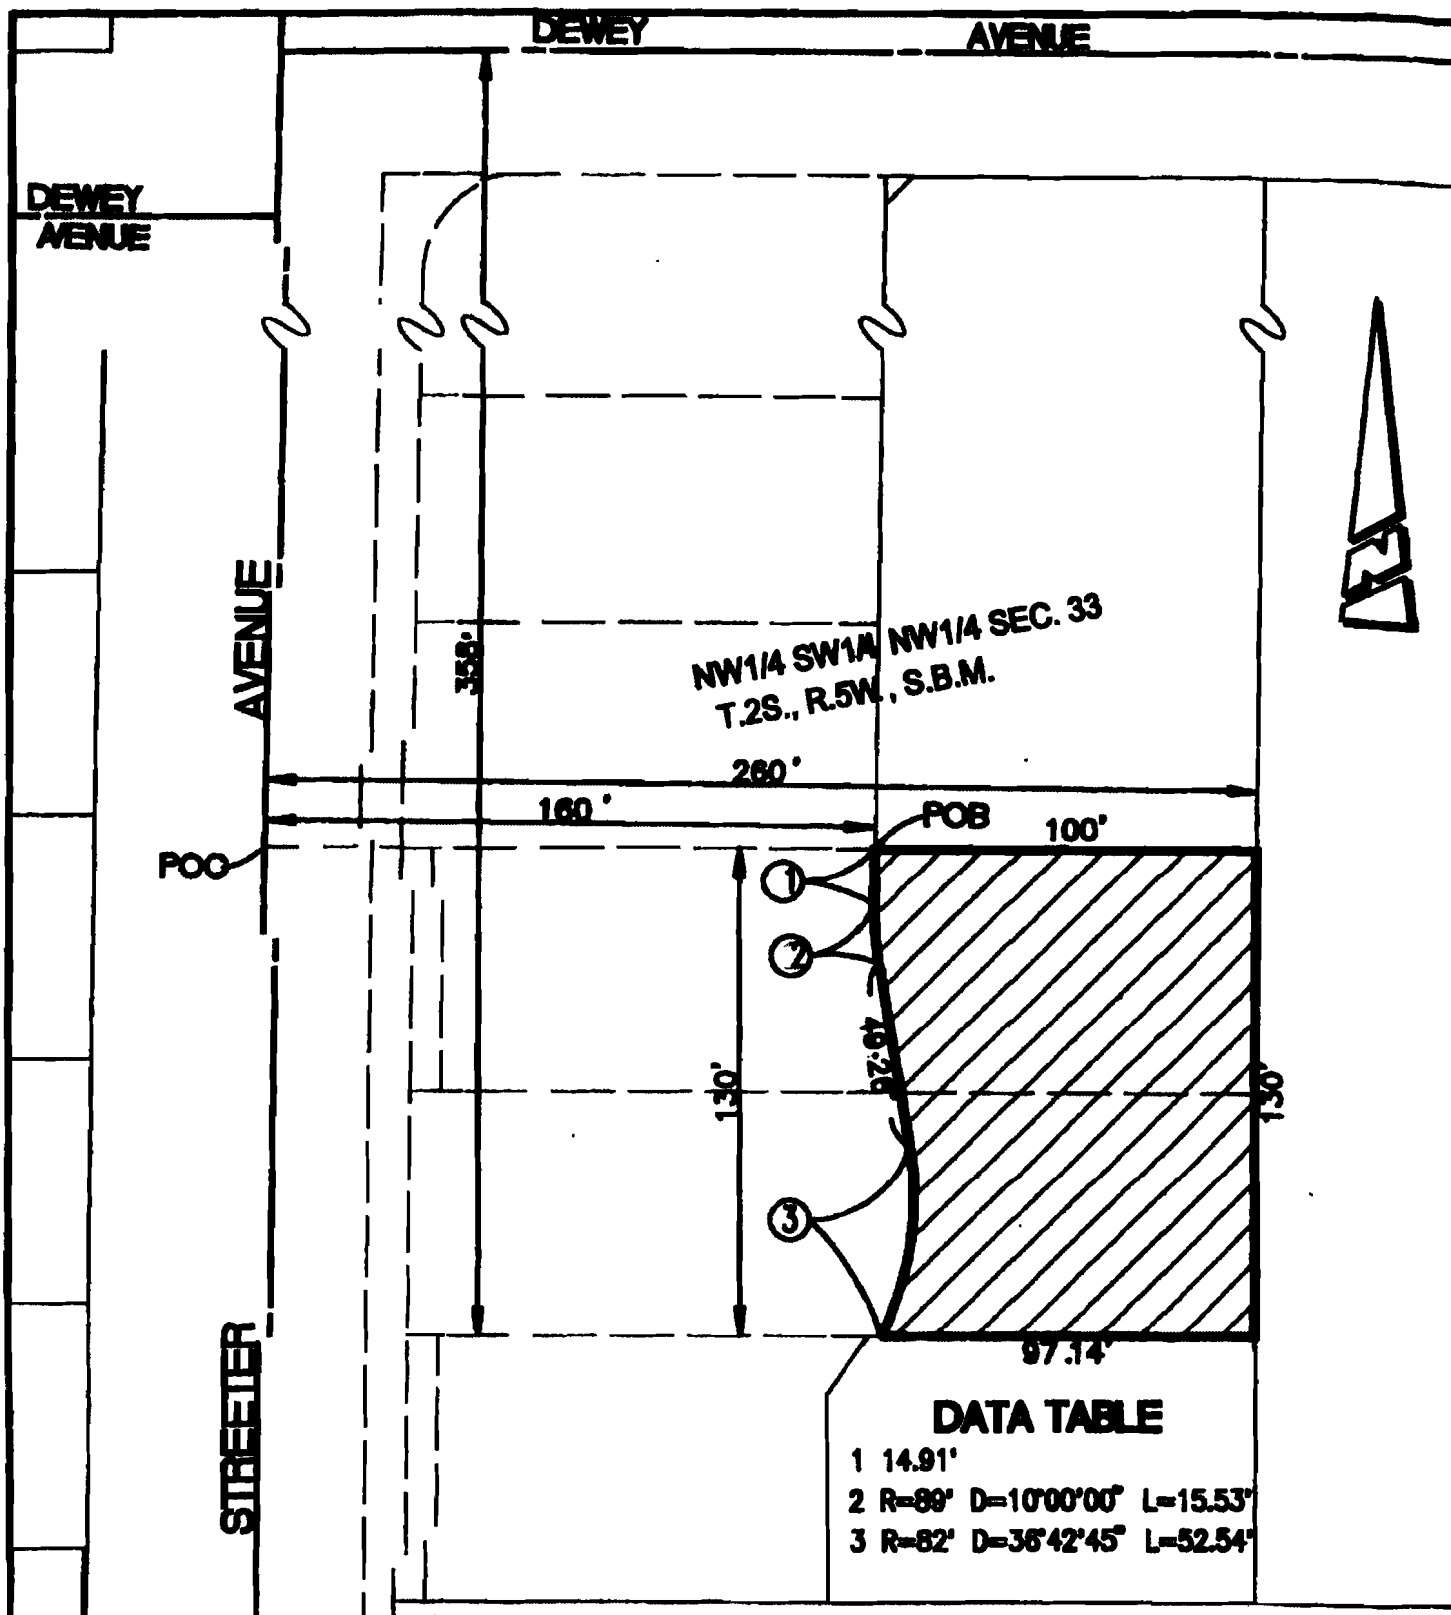 DEWEY AVENUE
DEWEY
AVENUE
AVENUE
358'
NW1/4 SW1/4 NW1/4 SEC. 33
T.2S., R.5W., S.B.M.
260'
160'
POB
100'
POC
1
2
49.26
130'
130'
3
97.14'
STREETER
DATA TABLE
1 14.91'
2 R=89' D=10°00'00" L=15.53'
3 R=82' D=36°42'45" L=52.54'
N